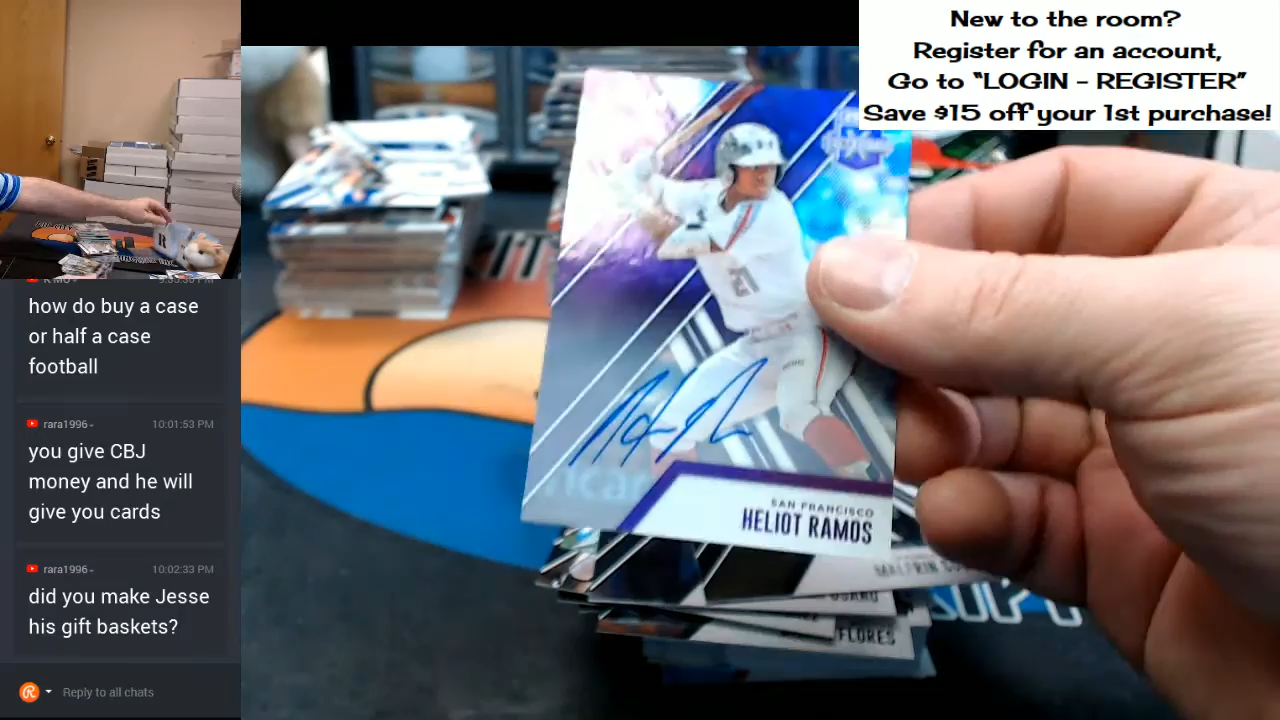 New to the room?
Register for an account,
Go to “LOGIN - REGISTER”
Save $15 off your 1st purchase!
how do buy a case
or half a case
football
rara1996
10:01:53 PM
you give CBJ
money and he will
give you cards
rara1996
10:02:33 PM
did you make Jesse
his gift baskets?
Reply to all chats
SAN FRANCISCO
HELIOT RAMOS
FLORES